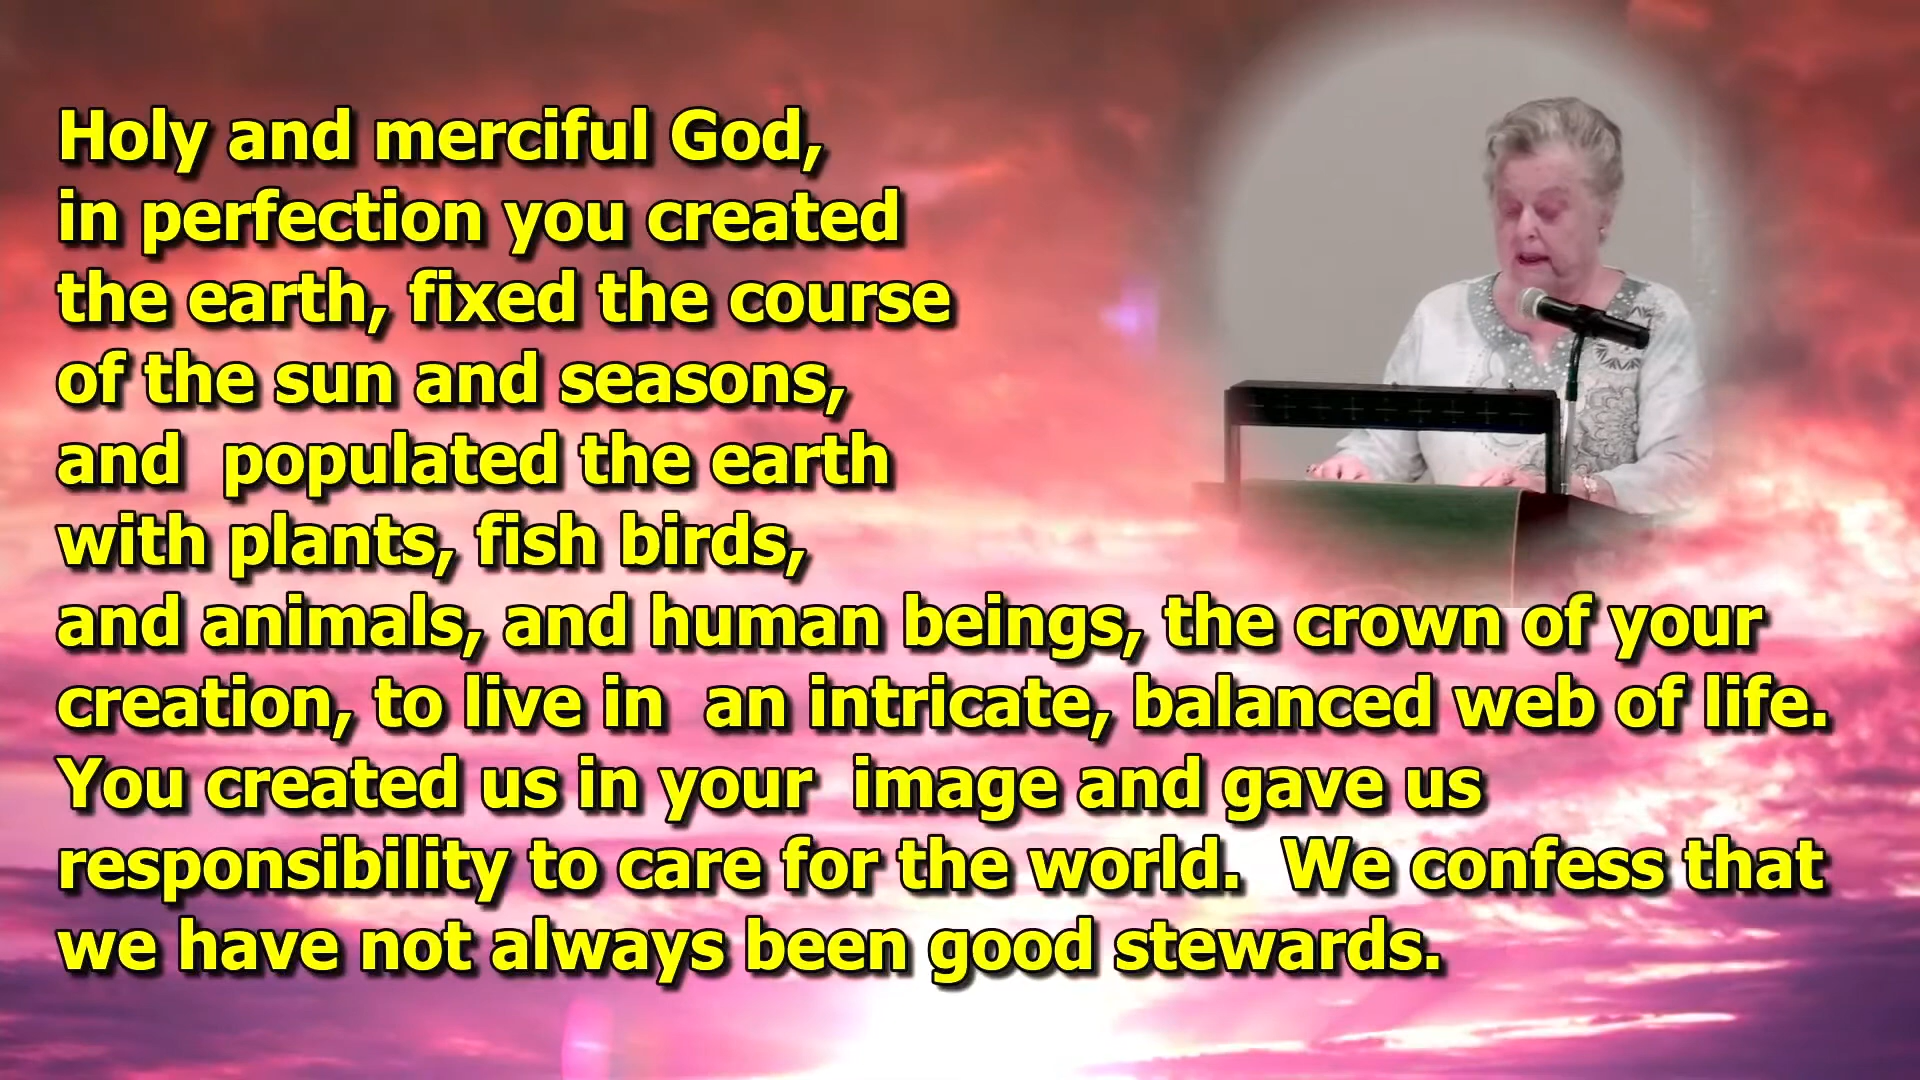 Holy and merciful God,
in perfection you created
the earth, fixed the course
of the sun and seasons,
and  populated the earth
with plants, fish birds,
and animals, and human beings, the crown of your
creation, to live in  an intricate, balanced web of life.
You created us in your  image and gave us
responsibility to care for the world.  We confess that
we have not always been good stewards.